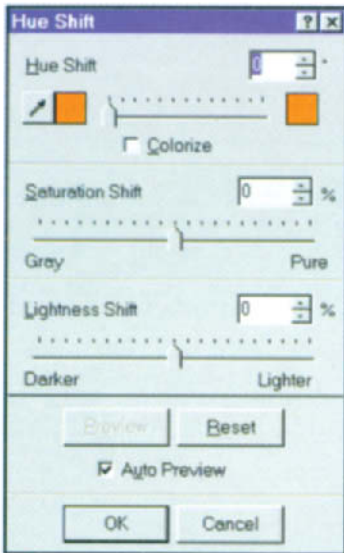 Hue Shift
Hue Shift 0 °
Colorize
Saturation Shift 0 %
Gray Pure
Lightness Shift 0 %
Darker Lighter
Preview Reset
Auto Preview
OK Cancel